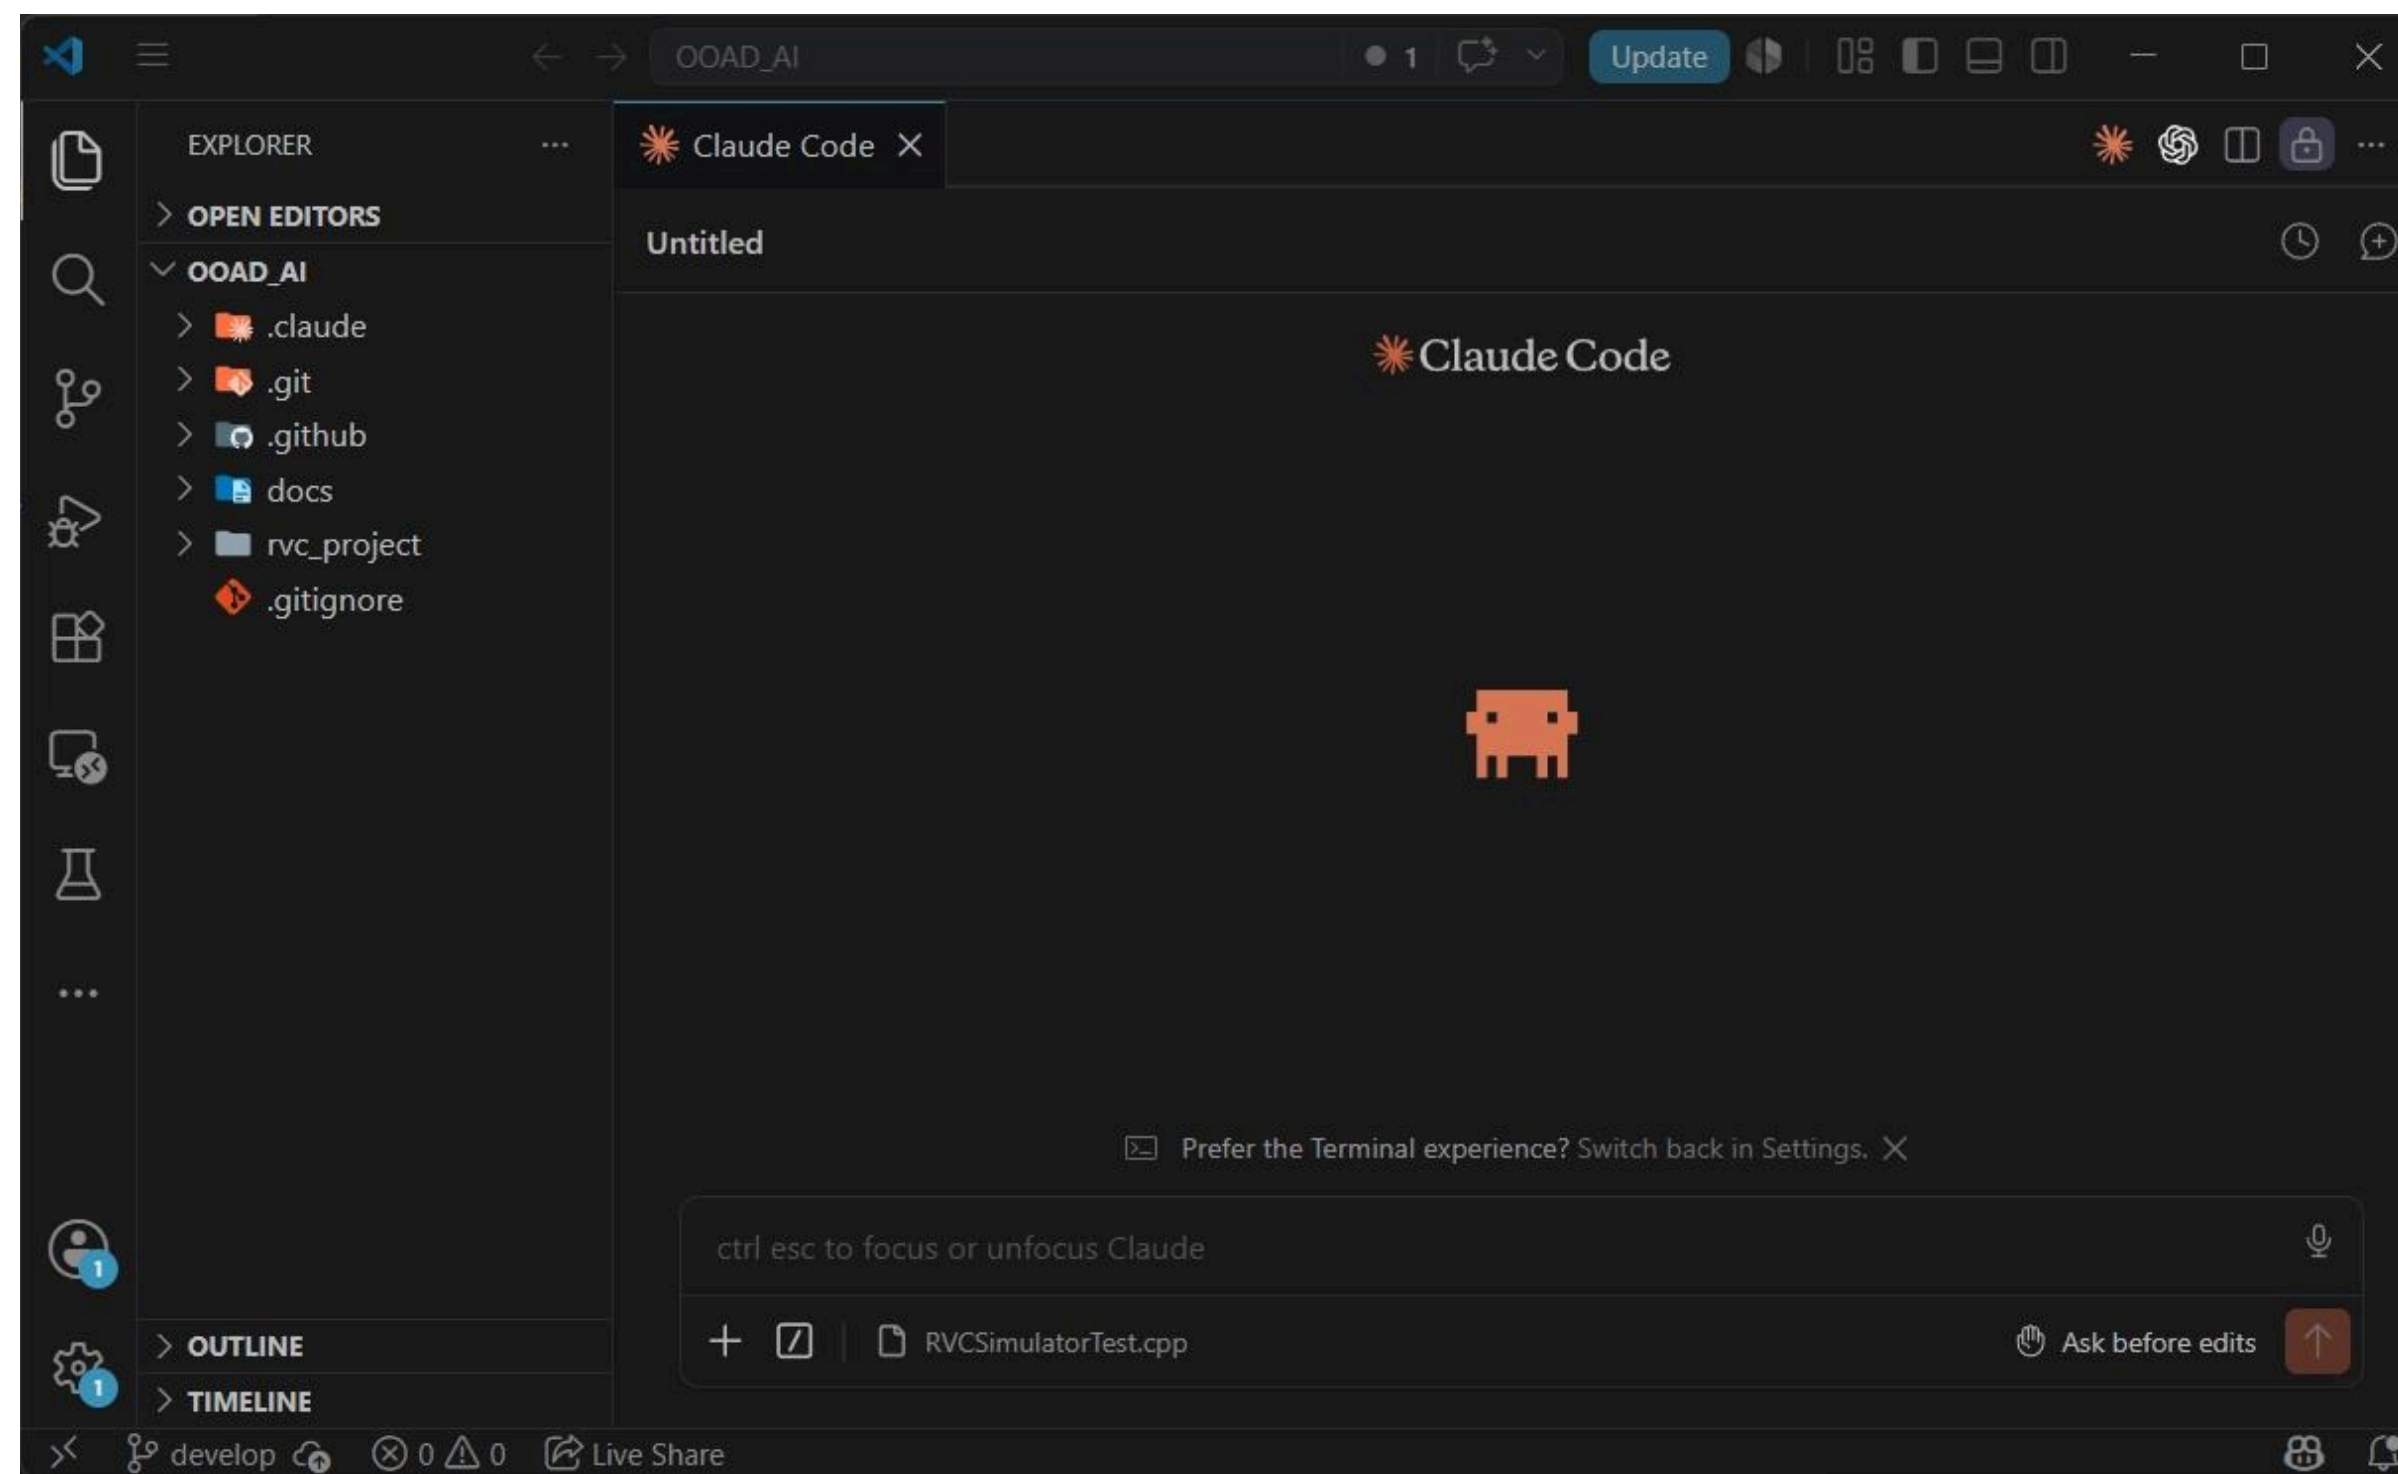 OOAD_AI
1
Update
EXPLORER
Claude Code
OPEN EDITORS
OOAD_AI
.claude
.git
.github
docs
rvc_project
.gitignore
Untitled
Claude Code
Prefer the Terminal experience? Switch back in Settings.
ctrl esc to focus or unfocus Claude
RVCSimulatorTest.cpp
Ask before edits
1
1
OUTLINE
TIMELINE
develop
0
0
Live Share